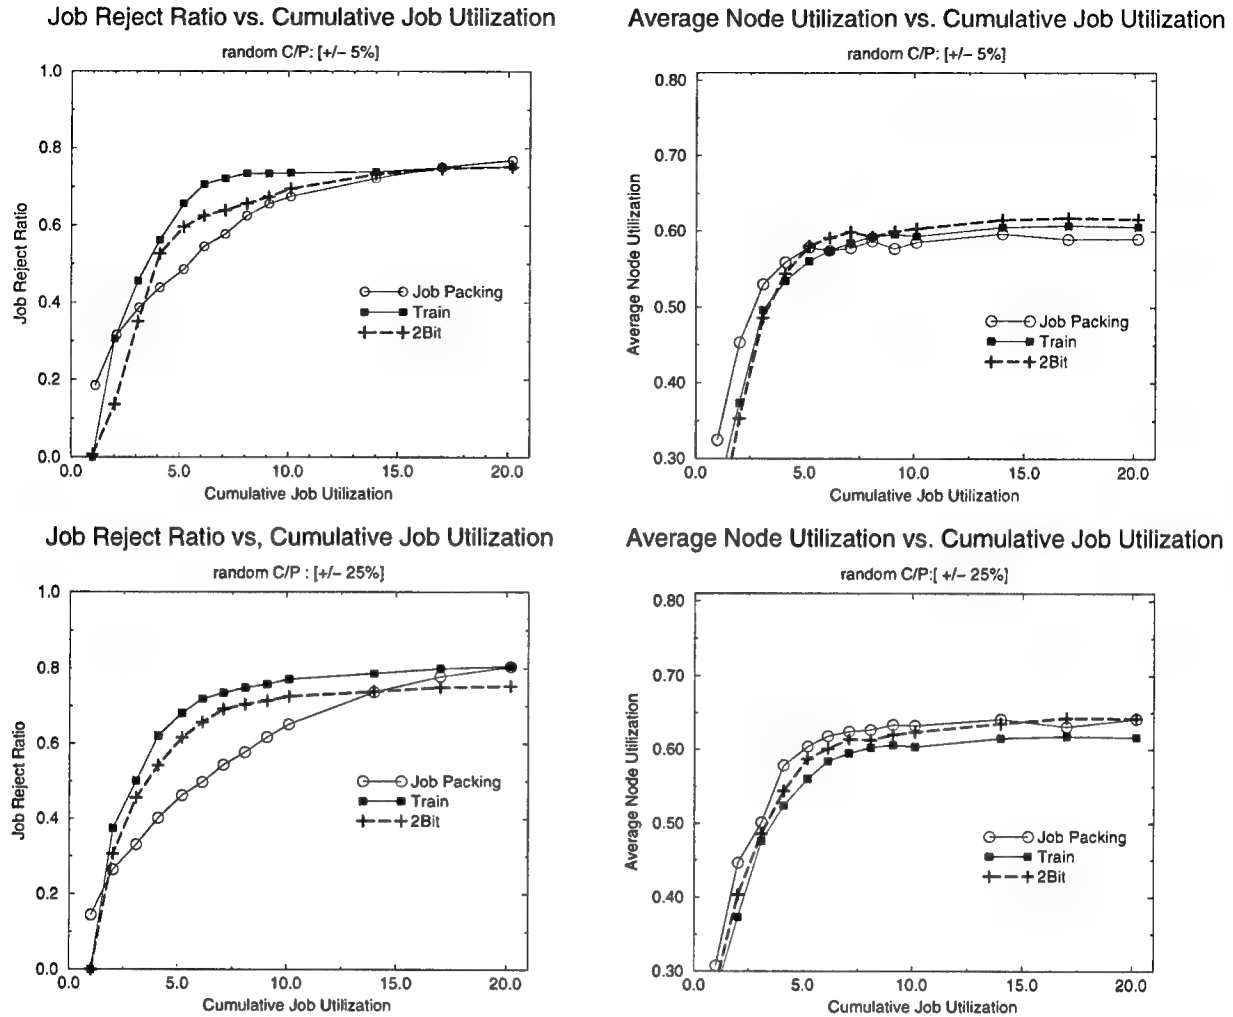 Job Reject Ratio vs. Cumulative Job Utilization
random C/P: [+/− 5%]
1.0
0.8
0.6
0.4
0.2
0.0
Job Reject Ratio
Job Packing
Train
2Bit
0.0 5.0 10.0 15.0 20.0
Cumulative Job Utilization
Average Node Utilization vs. Cumulative Job Utilization
random C/P: [+/− 5%]
0.80
0.70
0.60
0.50
0.40
0.30
Average Node Utilization
Job Packing
Train
2Bit
0.0 5.0 10.0 15.0 20.0
Cumulative Job Utilization
Job Reject Ratio vs, Cumulative Job Utilization
random C/P : [+/− 25%]
1.0
0.8
0.6
0.4
0.2
0.0
Job Reject Ratio
Job Packing
Train
2Bit
0.0 5.0 10.0 15.0 20.0
Cumulative Job Utilization
Average Node Utilization vs. Cumulative Job Utilization
random C/P:[ +/− 25%]
0.80
0.70
0.60
0.50
0.40
0.30
Average Node Utilization
Job Packing
Train
2Bit
0.0 5.0 10.0 15.0 20.0
Cumulative Job Utilization